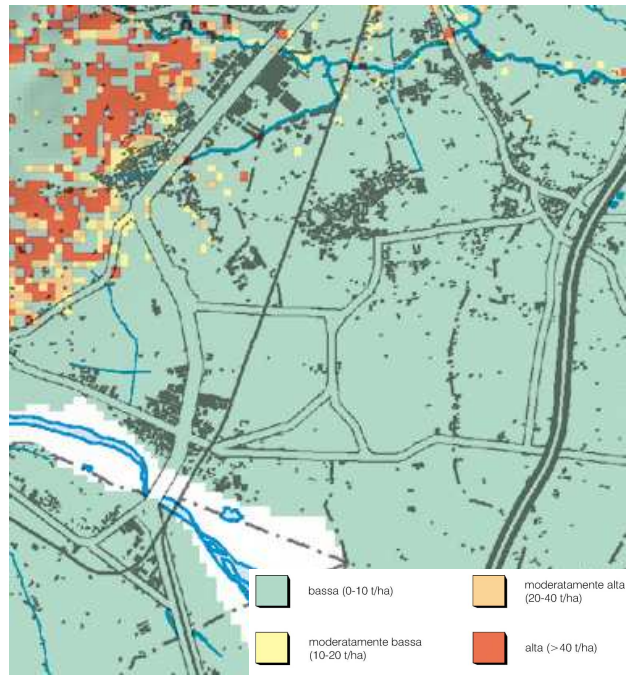 bassa (0-10 t/ha)
moderatamente bassa
(10-20 t/ha)
moderatamente alta
(20-40 t/ha)
alta (>40 t/ha)